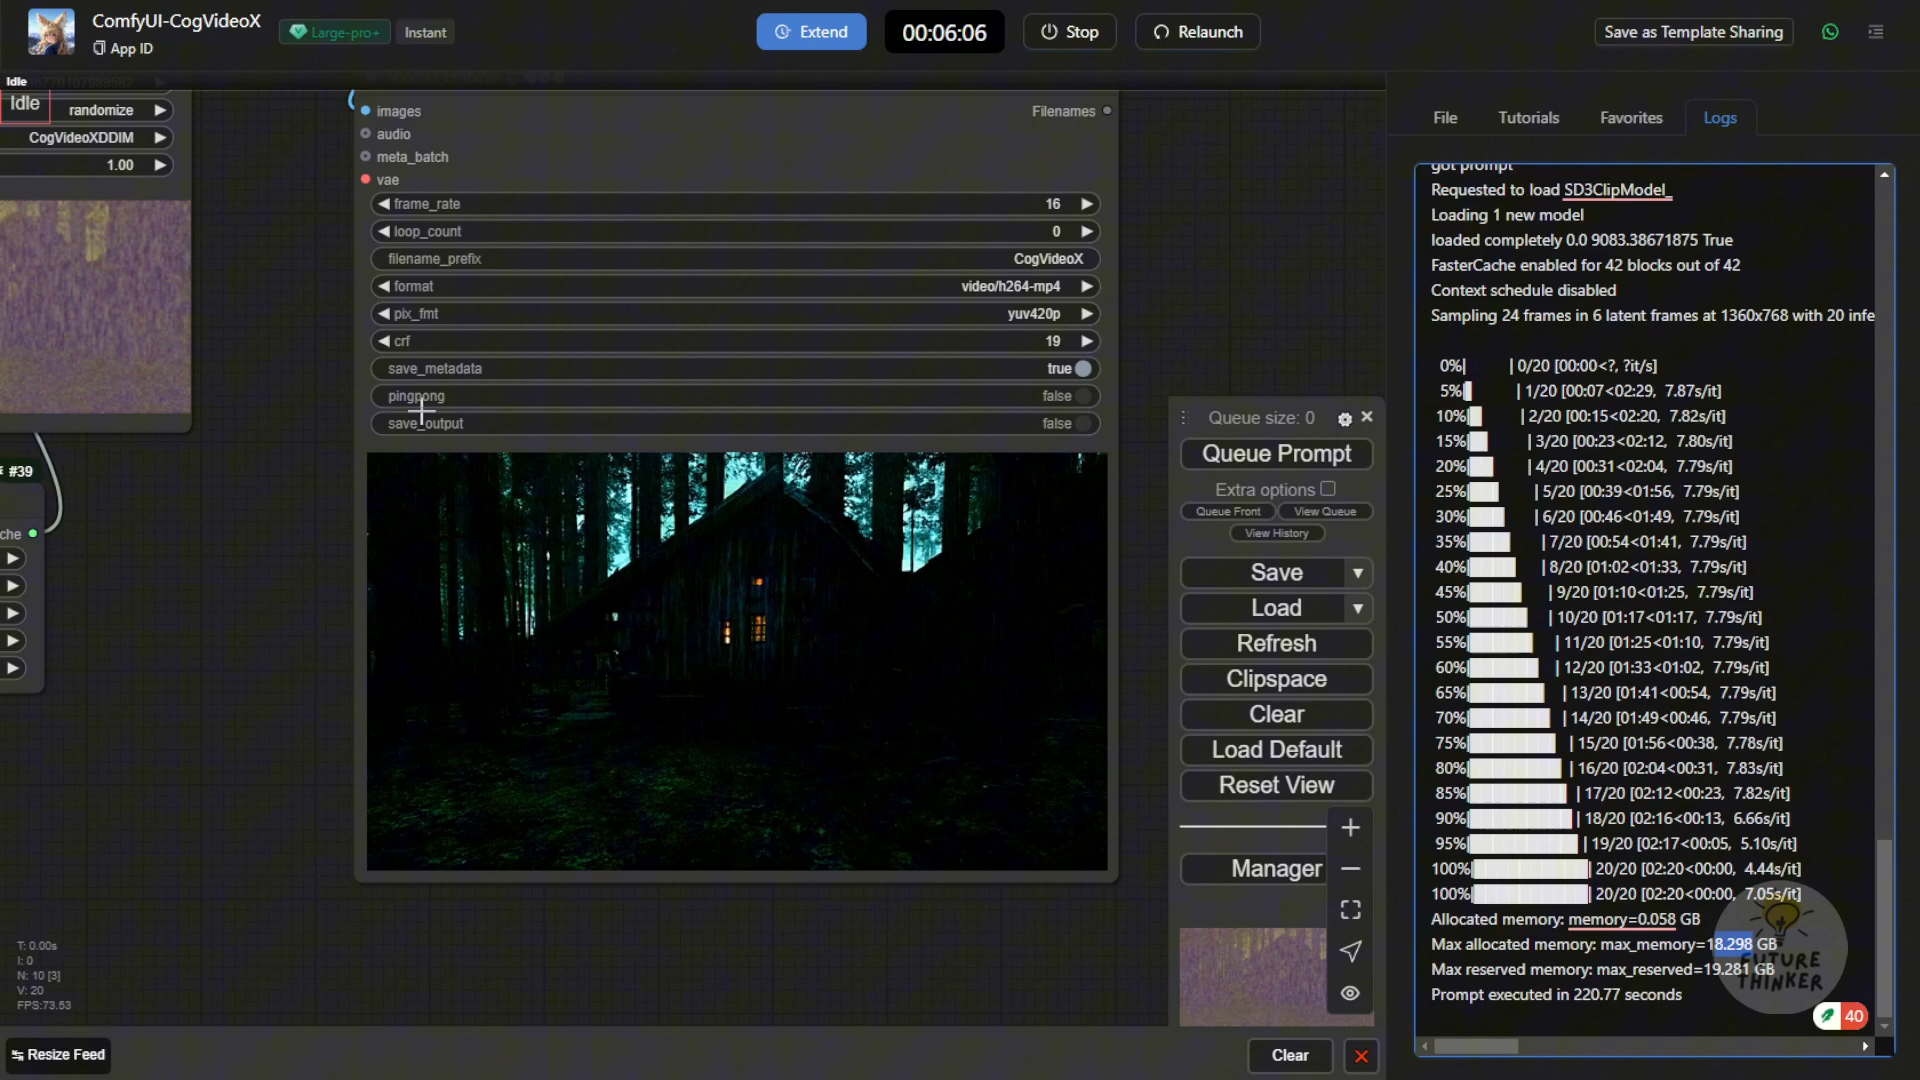 ComfyUI-CogVideoX
App ID
Large-pro+
Instant
Extend
00:06:06
Stop
Relaunch
Save as Template Sharing
Idle
Idle
randomize
CogVideoXDDIM
1.00
#39
che
images
audio
meta_batch
vae
Filenames
frame_rate 16
loop_count 0
filename_prefix CogVideoX
format video/h264-mp4
pix_fmt yuv420p
crf 19
save_metadata true
pingpong false
save_output false
Queue size: 0
Queue Prompt
Extra options
Queue Front
View Queue
View History
Save
Load
Refresh
Clipspace
Clear
Load Default
Reset View
Manager
T: 0.00s
I: 0
N: 10 [3]
V: 20
FPS:73.53
Resize Feed
Clear
File
Tutorials
Favorites
Logs
got prompt
Requested to load SD3ClipModel_
Loading 1 new model
loaded completely 0.0 9083.38671875 True
FasterCache enabled for 42 blocks out of 42
Context schedule disabled
Sampling 24 frames in 6 latent frames at 1360x768 with 20 infe
0%| | 0/20 [00:00<?, ?it/s]
5%| | 1/20 [00:07<02:29, 7.87s/it]
10%| | 2/20 [00:15<02:20, 7.82s/it]
15%| | 3/20 [00:23<02:12, 7.80s/it]
20%| | 4/20 [00:31<02:04, 7.79s/it]
25%| | 5/20 [00:39<01:56, 7.79s/it]
30%| | 6/20 [00:46<01:49, 7.79s/it]
35%| | 7/20 [00:54<01:41, 7.79s/it]
40%| | 8/20 [01:02<01:33, 7.79s/it]
45%| | 9/20 [01:10<01:25, 7.79s/it]
50%| | 10/20 [01:17<01:17, 7.79s/it]
55%| | 11/20 [01:25<01:10, 7.79s/it]
60%| | 12/20 [01:33<01:02, 7.79s/it]
65%| | 13/20 [01:41<00:54, 7.79s/it]
70%| | 14/20 [01:49<00:46, 7.79s/it]
75%| | 15/20 [01:56<00:38, 7.78s/it]
80%| | 16/20 [02:04<00:31, 7.83s/it]
85%| | 17/20 [02:12<00:23, 7.82s/it]
90%| | 18/20 [02:16<00:13, 6.66s/it]
95%| | 19/20 [02:17<00:05, 5.10s/it]
100%| | 20/20 [02:20<00:00, 4.44s/it]
100%| | 20/20 [02:20<00:00, 7.05s/it]
Allocated memory: memory=0.058 GB
Max allocated memory: max_memory=18.298 GB
Max reserved memory: max_reserved=19.281 GB
Prompt executed in 220.77 seconds
FUTURE
THINKER
40